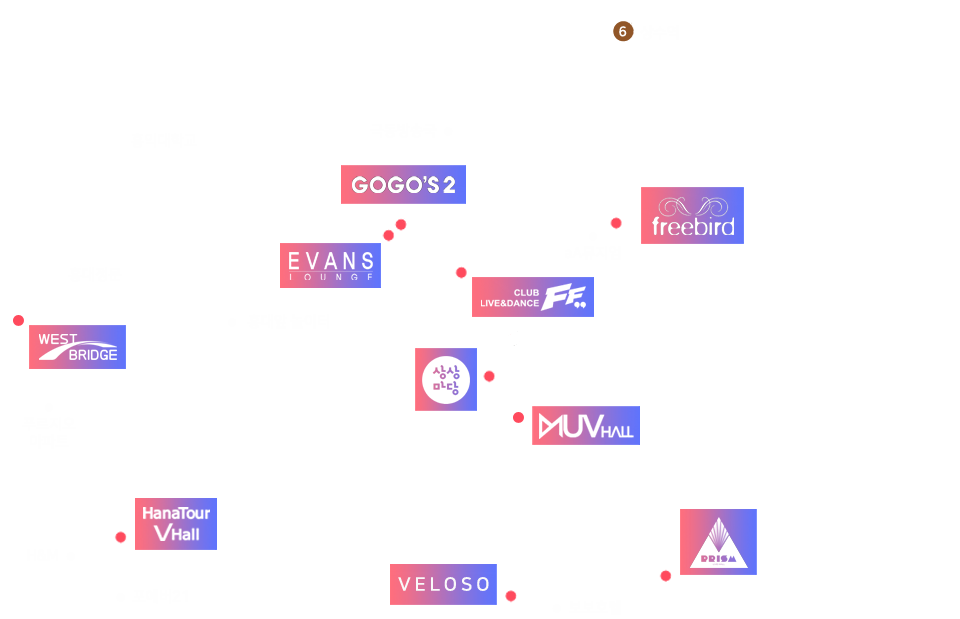 6
GOGO'S 2
freebird
EVANS
LOUNGE
CLUB
LIVE&DANCE
FF
WEST
BRIDGE
상상
마당
MUV HALL
HanaTour
V Hall
PRISM
VELOSO